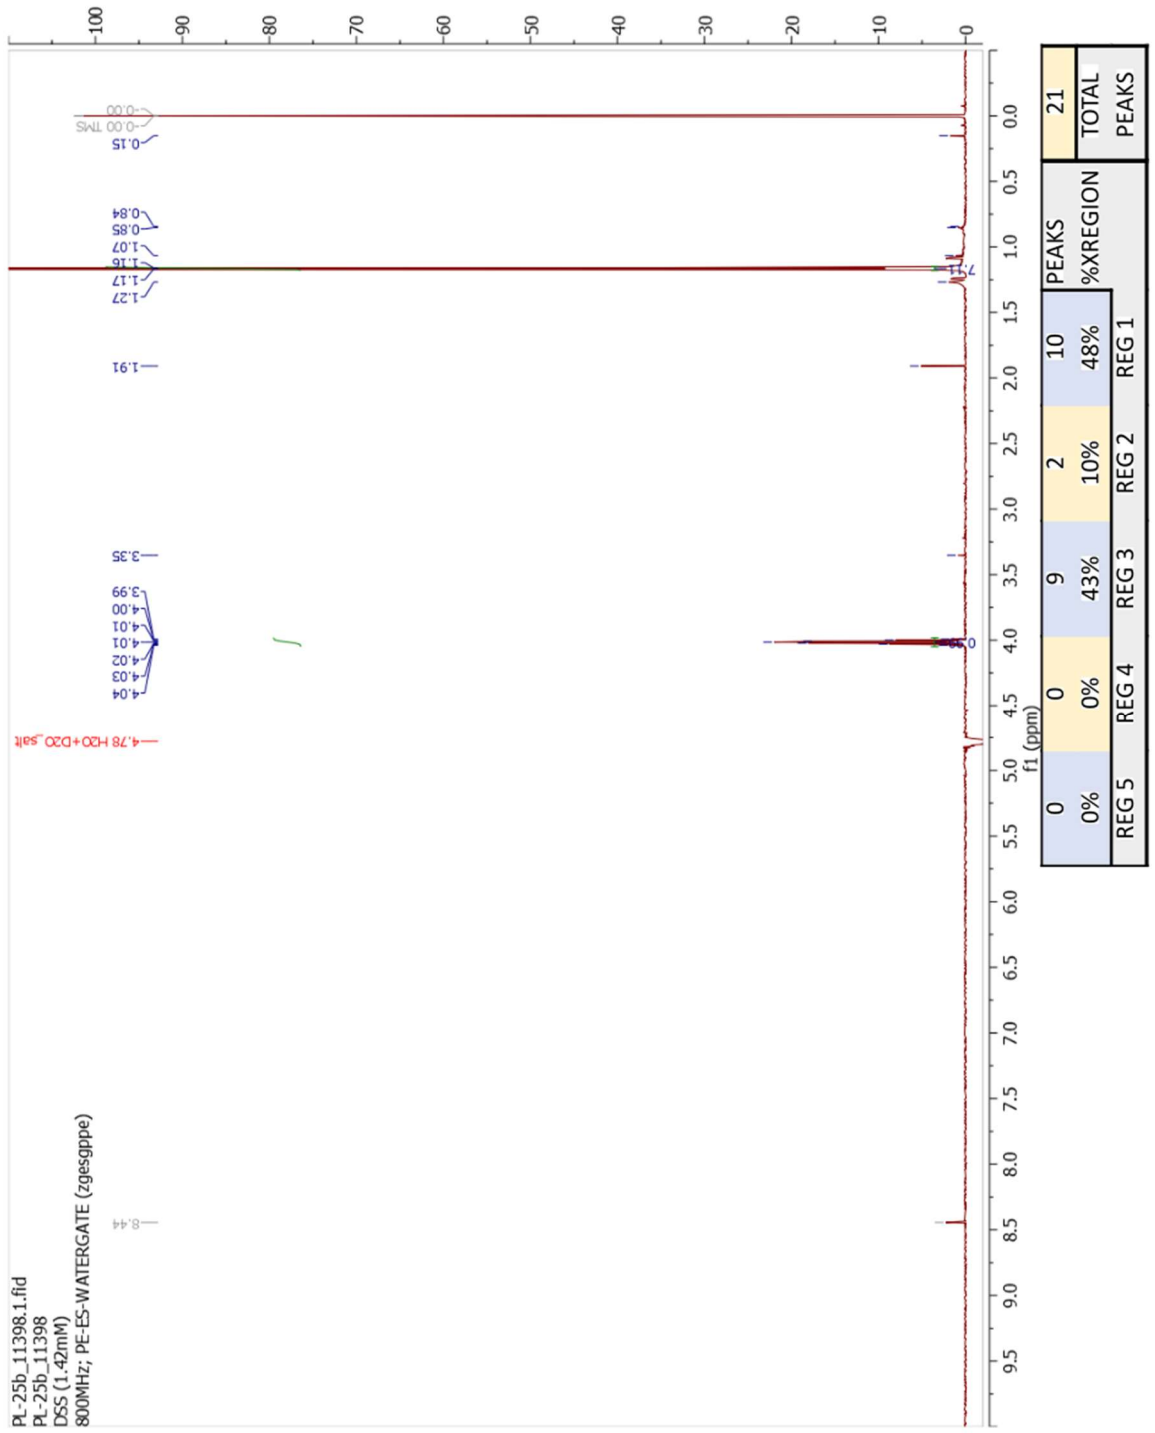 PL-25b_11398.1.fid
PL-25b_11398
DSS (1.42mM)
800MHz; PE-ES-WATERGATE (zgesgppe)
8.44
4.78 H2O+D2O_salt
4.04
4.03
4.02
4.01
4.01
4.00
3.99
3.35
1.91
1.27
1.17
1.16
1.07
0.85
0.84
0.15
-0.00 TMS
-0.00
100
90
80
70
60
50
40
30
20
10
0
7.11
9.5 9.0 8.5 8.0 7.5 7.0 6.5 6.0 5.5 5.0 4.5 4.0 3.5 3.0 2.5 2.0 1.5 1.0 0.5 0.0
f1 (ppm)
0 0 9 2 10 PEAKS 21
0% 0% 43% 10% 48% %XREGION TOTAL
REG 5 REG 4 REG 3 REG 2 REG 1 PEAKS